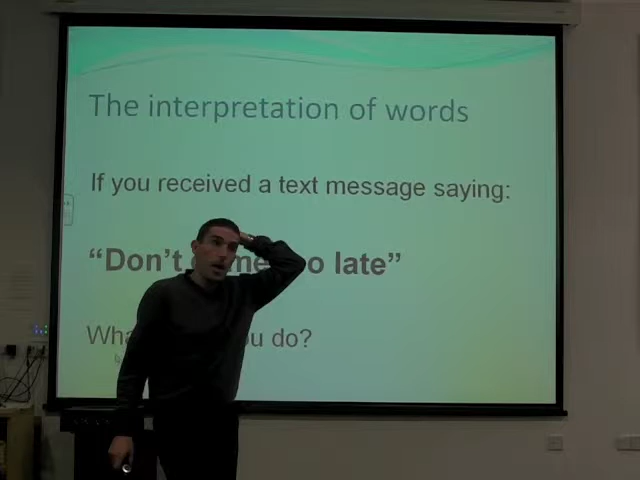 The interpretation of words
If you received a text message saying:
“Don't late”
do?